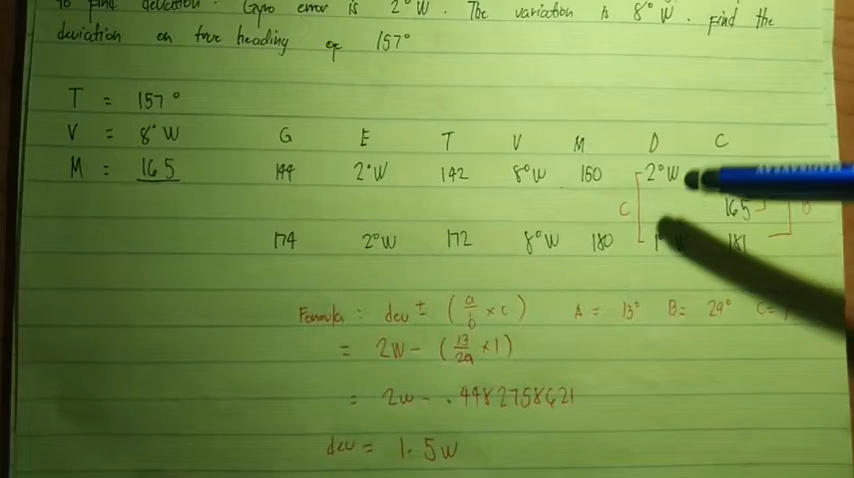 to find deviation. Gyro error is 2° W. The variation is 8° W. find the
deviation on true heading of 157°
T = 157°
V = 8° W
M = 165
G E T V M D C
144 2°W 142 8°W 150 2°W
C 165 B
174 2°W 172 8°W 180 1°W 181
Formula : dev ± (a/b × c) A = 13° B = 29° C =
= 2W - (13/29 × 1)
= 2w - .4482758621
dev = 1.5w